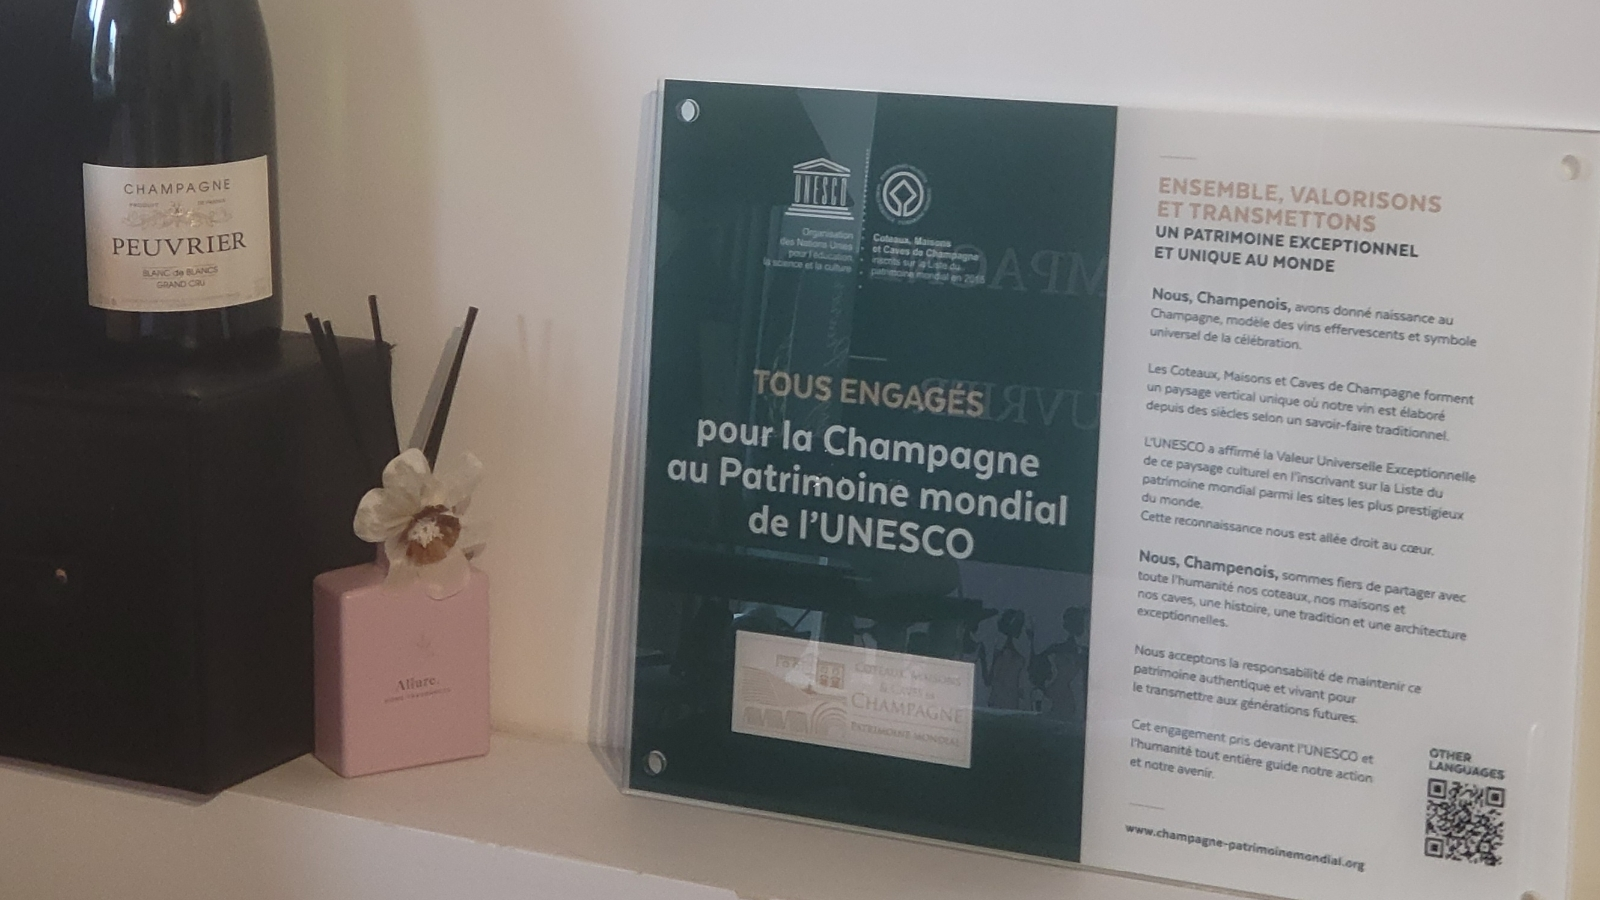 CHAMPAGNE
PEUVRIER
BLANC de BLANCS
GRAND CRU
Allure.
HOME FRAGRANCES
UNESCO
Organisation
des Nations Unies
pour l'éducation
la science et la culture
Coteaux, Maisons
et Caves de Champagne
inscrits sur la Liste du
patrimoine mondial en 2015
TOUS ENGAGÉS
pour la Champagne
au Patrimoine mondial
de l'UNESCO
COTEAUX, MAISONS
& CAVES DE
CHAMPAGNE
PATRIMOINE MONDIAL
ENSEMBLE, VALORISONS
ET TRANSMETTONS
UN PATRIMOINE EXCEPTIONNEL
ET UNIQUE AU MONDE
Nous, Champenois, avons donné naissance au
Champagne, modèle des vins effervescents et symbole
universel de la célébration.
Les Coteaux, Maisons et Caves de Champagne forment
un paysage vertical unique où notre vin est élaboré
depuis des siècles selon un savoir-faire traditionnel.
L'UNESCO a affirmé la Valeur Universelle Exceptionnelle
de ce paysage culturel en l'inscrivant sur la Liste du
patrimoine mondial parmi les sites les plus prestigieux
du monde.
Cette reconnaissance nous est allée droit au cœur.
Nous, Champenois, sommes fiers de partager avec
toute l'humanité nos coteaux, nos maisons et
nos caves, une histoire, une tradition et une architecture
exceptionnelles.
Nous acceptons la responsabilité de maintenir ce
patrimoine authentique et vivant pour
le transmettre aux générations futures.
Cet engagement pris devant l'UNESCO et
l'humanité tout entière guide notre action
et notre avenir.
www.champagne-patrimoinemondial.org
OTHER
LANGUAGES